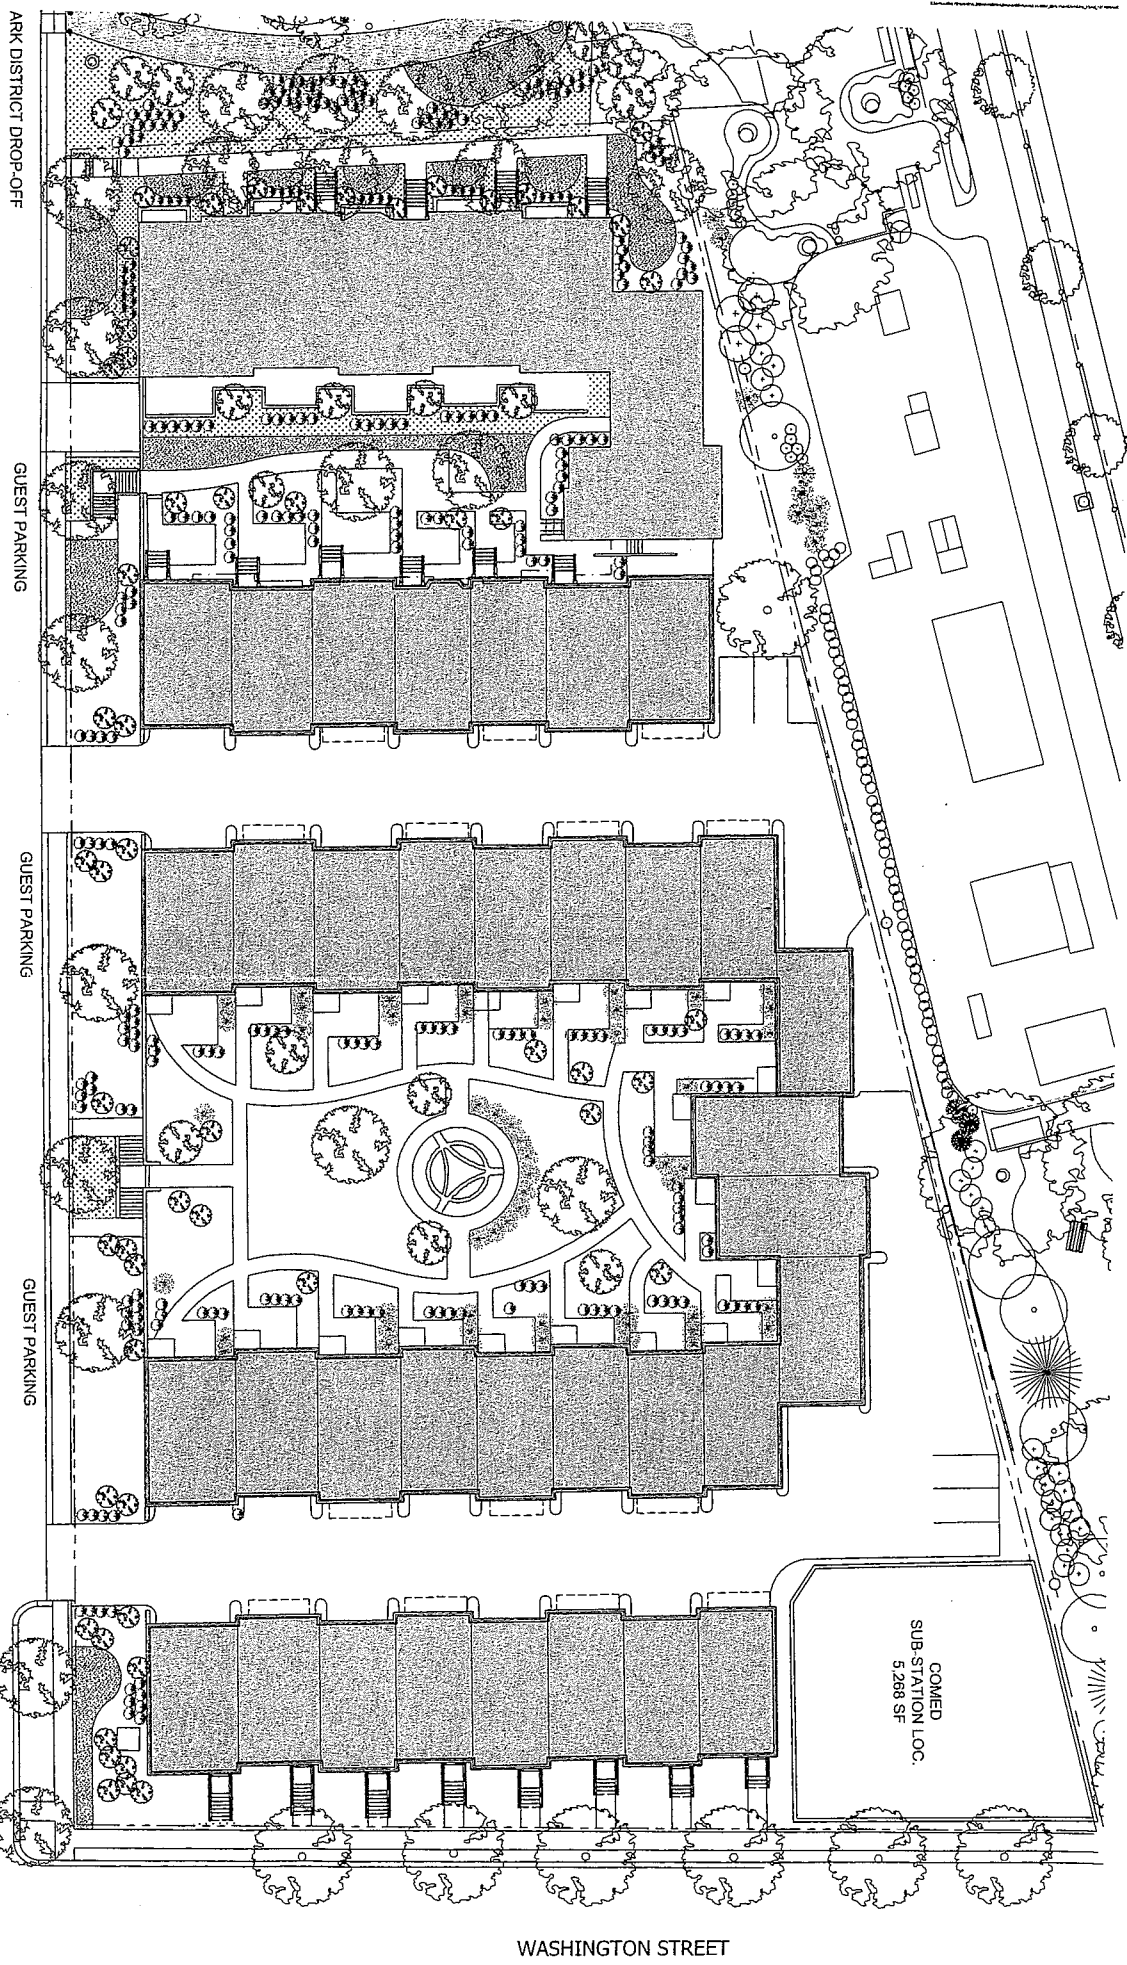 ARK DISTRICT DROP-OFF
GUEST PARKING
GUEST PARKING
GUEST PARKING
COMED
SUB-STATION LOC.
5,268 SF
WASHINGTON STREET